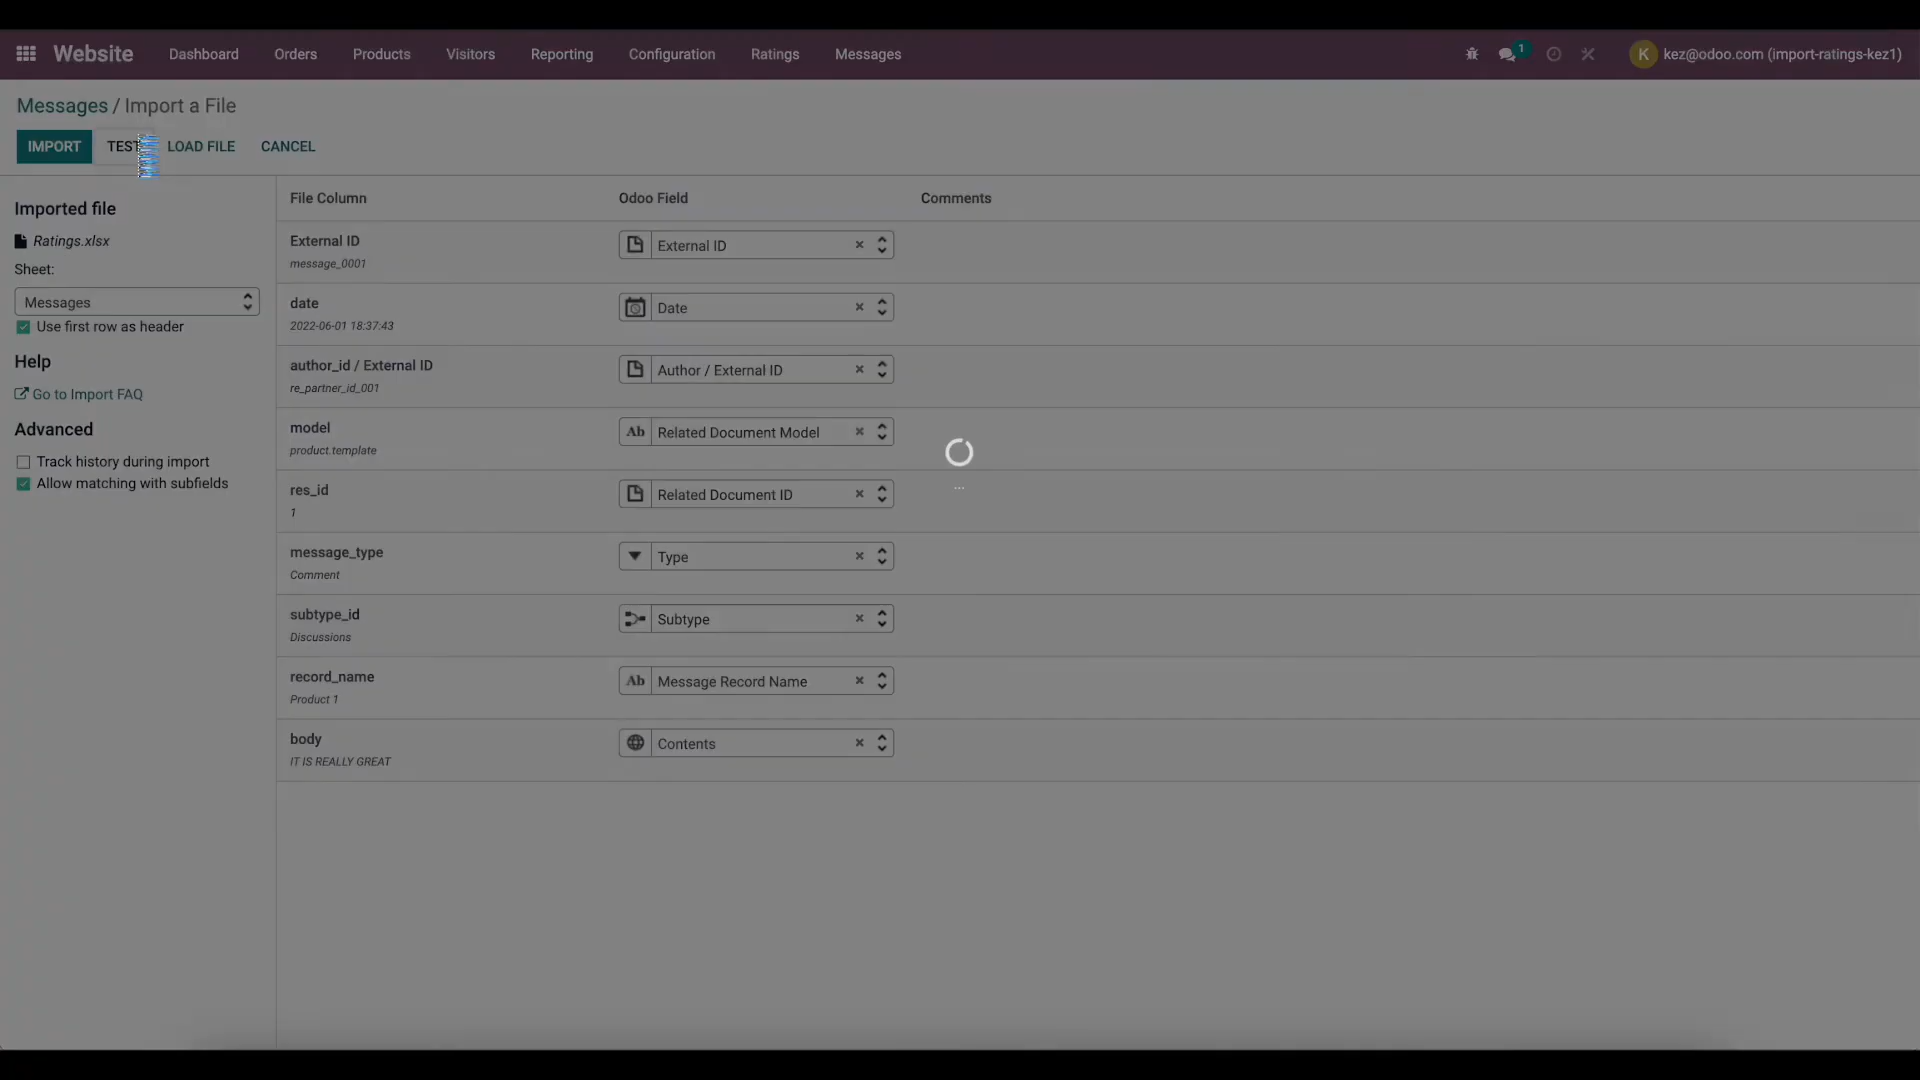 Website Dashboard Orders Products Visitors Reporting Configuration Ratings Messages 1 K kez@odoo.com (import-ratings-kez1)
Messages / Import a File
IMPORT TEST LOAD FILE CANCEL
Imported file
Ratings.xlsx
Sheet:
Messages
Use first row as header
Help
Go to Import FAQ
Advanced
Track history during import
Allow matching with subfields
File Column Odoo Field Comments
External ID External ID
message_0001
date Date
2022-06-01 18:37:43
author_id / External ID Author / External ID
re_partner_id_001
model Ab Related Document Model
product.template
res_id Related Document ID
1
message_type Type
Comment
subtype_id Subtype
Discussions
record_name Ab Message Record Name
Product 1
body Contents
IT IS REALLY GREAT
...